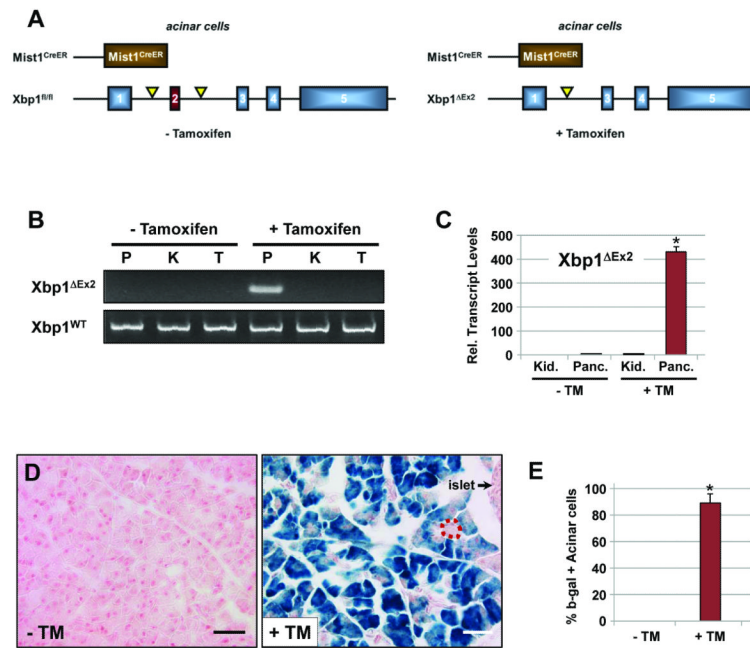 A
acinar cells
acinar cells
Mist1CreER
Mist1CreER
Mist1CreER
Mist1CreER
Xbp1fl/fl
1
2
3
4
5
Xbp1ΔEx2
1
3
4
5
- Tamoxifen
+ Tamoxifen
B
- Tamoxifen
+ Tamoxifen
P
K
T
P
K
T
Xbp1ΔEx2
Xbp1WT
C
Rel. Transcript Levels
500
400
300
200
100
0
Xbp1ΔEx2
*
Kid.
Panc.
Kid.
Panc.
- TM
+ TM
D
- TM
islet
+ TM
E
% b-gal + Acinar cells
100
80
60
40
20
0
*
- TM
+ TM